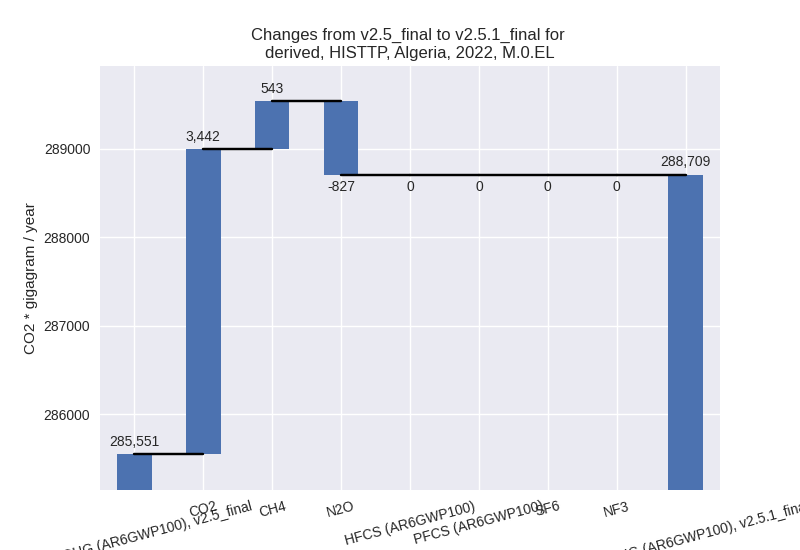 Changes from v2.5_final to v2.5.1_final for
derived, HISTTP, Algeria, 2022, M.0.EL
CO2 * gigagram / year
289000
288000
287000
286000
285,551
3,442
543
-827
0
0
0
0
288,709
(AR6GWP100), v2.5_final
CO2
CH4
N2O
HFCS (AR6GWP100)
PFCS (AR6GWP100)
SF6
NF3
(AR6GWP100), v2.5.1_fina